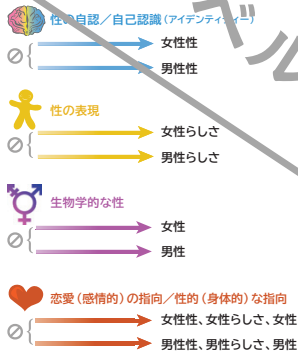 性の自認／自己認識（アイデンティティー）
女性性
男性性
性の表現
女性らしさ
男性らしさ
生物学的な性
女性
男性
恋愛（感情的）の指向／性的（身体的）な指向
女性性、女性らしさ、女性
男性性、男性らしさ、男性
ベル